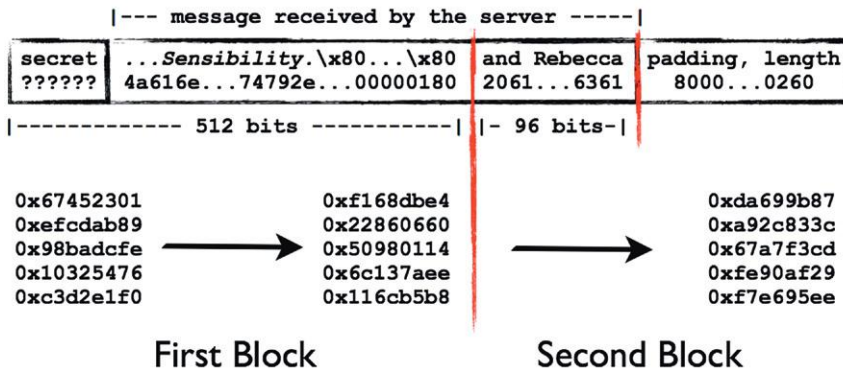 |--- message received by the server -----|
secret ...Sensibility.\x80...\x80 and Rebecca padding, length
?????? 4a616e...74792e...00000180 2061...6361 8000...0260
|------------ 512 bits -----------| |- 96 bits-|
0x67452301 0xf168dbe4 0xda699b87
0xefcdab89 0x22860660 0xa92c833c
0x98badcfe 0x50980114 0x67a7f3cd
0x10325476 0x6c137aee 0xfe90af29
0xc3d2e1f0 0x116cb5b8 0xf7e695ee
First Block Second Block